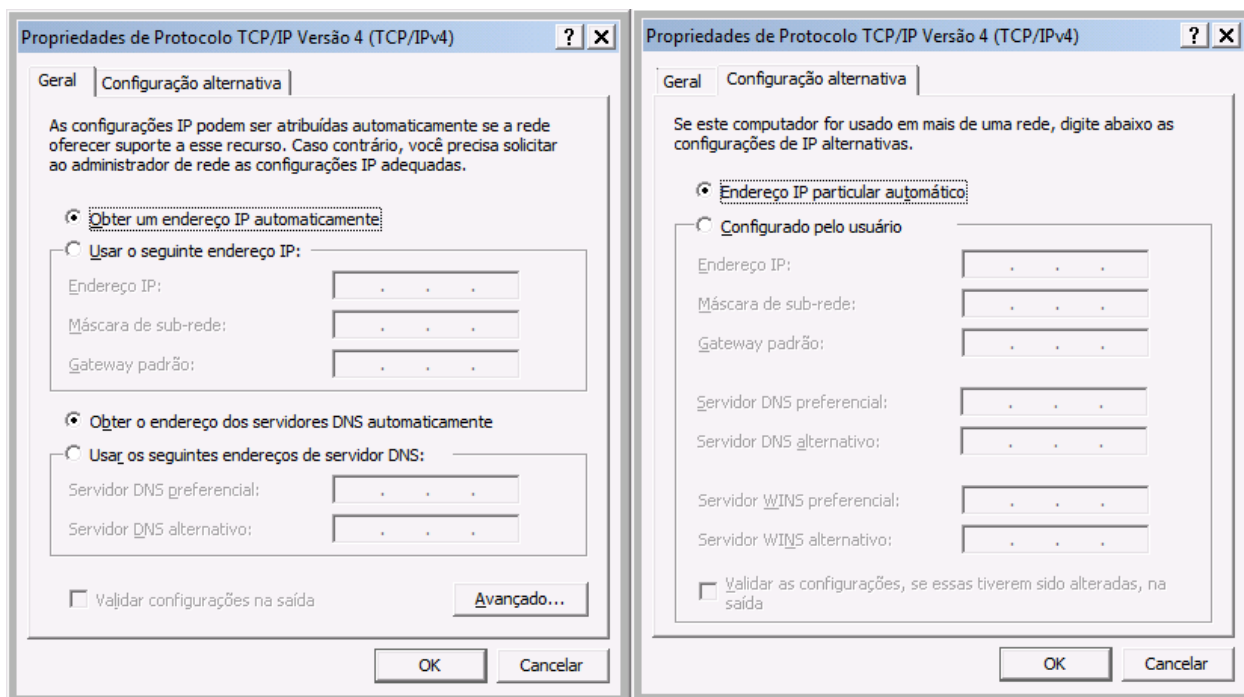 Propriedades de Protocolo TCP/IP Versão 4 (TCP/IPv4)
Geral
Configuração alternativa
As configurações IP podem ser atribuídas automaticamente se a rede
oferecer suporte a esse recurso. Caso contrário, você precisa solicitar
ao administrador de rede as configurações IP adequadas.
Obter um endereço IP automaticamente
Usar o seguinte endereço IP:
Endereço IP:
Máscara de sub-rede:
Gateway padrão:
Obter o endereço dos servidores DNS automaticamente
Usar os seguintes endereços de servidor DNS:
Servidor DNS preferencial:
Servidor DNS alternativo:
Validar configurações na saída
Avançado...
OK
Cancelar
Propriedades de Protocolo TCP/IP Versão 4 (TCP/IPv4)
Geral
Configuração alternativa
Se este computador for usado em mais de uma rede, digite abaixo as
configurações de IP alternativas.
Endereço IP particular automático
Configurado pelo usuário
Endereço IP:
Máscara de sub-rede:
Gateway padrão:
Servidor DNS preferencial:
Servidor DNS alternativo:
Servidor WINS preferencial:
Servidor WINS alternativo:
Validar as configurações, se essas tiverem sido alteradas, na
saída
OK
Cancelar